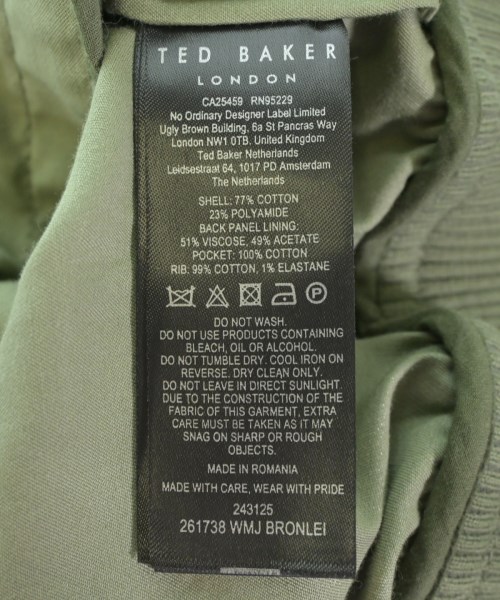 TED BAKER
LONDON
CA25459 RN95229
No Ordinary Designer Label Limited
Ugly Brown Building, 6a St Pancras Way
London NW1 0TB. United Kingdom
Ted Baker Netherlands
Leidsestraat 64, 1017 PD Amsterdam
The Netherlands
SHELL: 77% COTTON
23% POLYAMIDE
BACK PANEL LINING:
51% VISCOSE, 49% ACETATE
POCKET: 100% COTTON
RIB: 99% COTTON, 1% ELASTANE
P
DO NOT WASH.
DO NOT USE PRODUCTS CONTAINING
BLEACH, OIL OR ALCOHOL.
DO NOT TUMBLE DRY. COOL IRON ON
REVERSE. DRY CLEAN ONLY.
DO NOT LEAVE IN DIRECT SUNLIGHT.
DUE TO THE CONSTRUCTION OF THE
FABRIC OF THIS GARMENT, EXTRA
CARE MUST BE TAKEN AS IT MAY
SNAG ON SHARP OR ROUGH
OBJECTS.
MADE IN ROMANIA
MADE WITH CARE, WEAR WITH PRIDE
243125
261738 WMJ BRONLEI